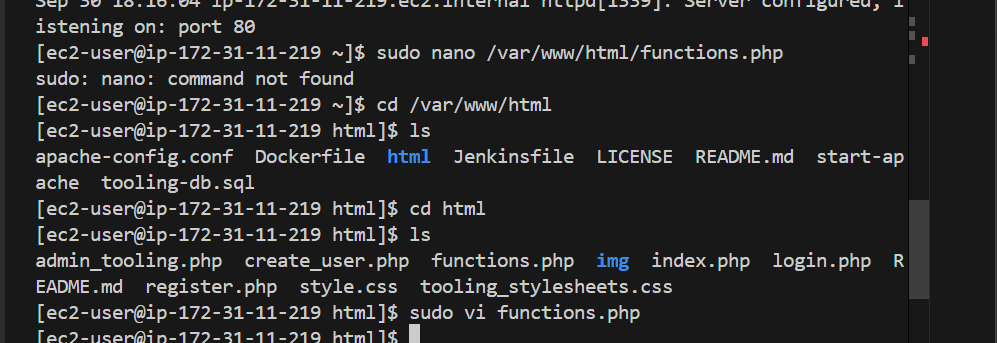 Sep 30 18:16:04 ip-172-31-11-219.ec2.internal httpd[1559]: Server configured, l
istening on: port 80
[ec2-user@ip-172-31-11-219 ~]$ sudo nano /var/www/html/functions.php
sudo: nano: command not found
[ec2-user@ip-172-31-11-219 ~]$ cd /var/www/html
[ec2-user@ip-172-31-11-219 html]$ ls
apache-config.conf  Dockerfile  html  Jenkinsfile  LICENSE  README.md  start-ap
ache  tooling-db.sql
[ec2-user@ip-172-31-11-219 html]$ cd html
[ec2-user@ip-172-31-11-219 html]$ ls
admin_tooling.php  create_user.php  functions.php  img  index.php  login.php  R
EADME.md  register.php  style.css  tooling_stylesheets.css
[ec2-user@ip-172-31-11-219 html]$ sudo vi functions.php
[ec2-user@ip-172-31-11-219 html]$